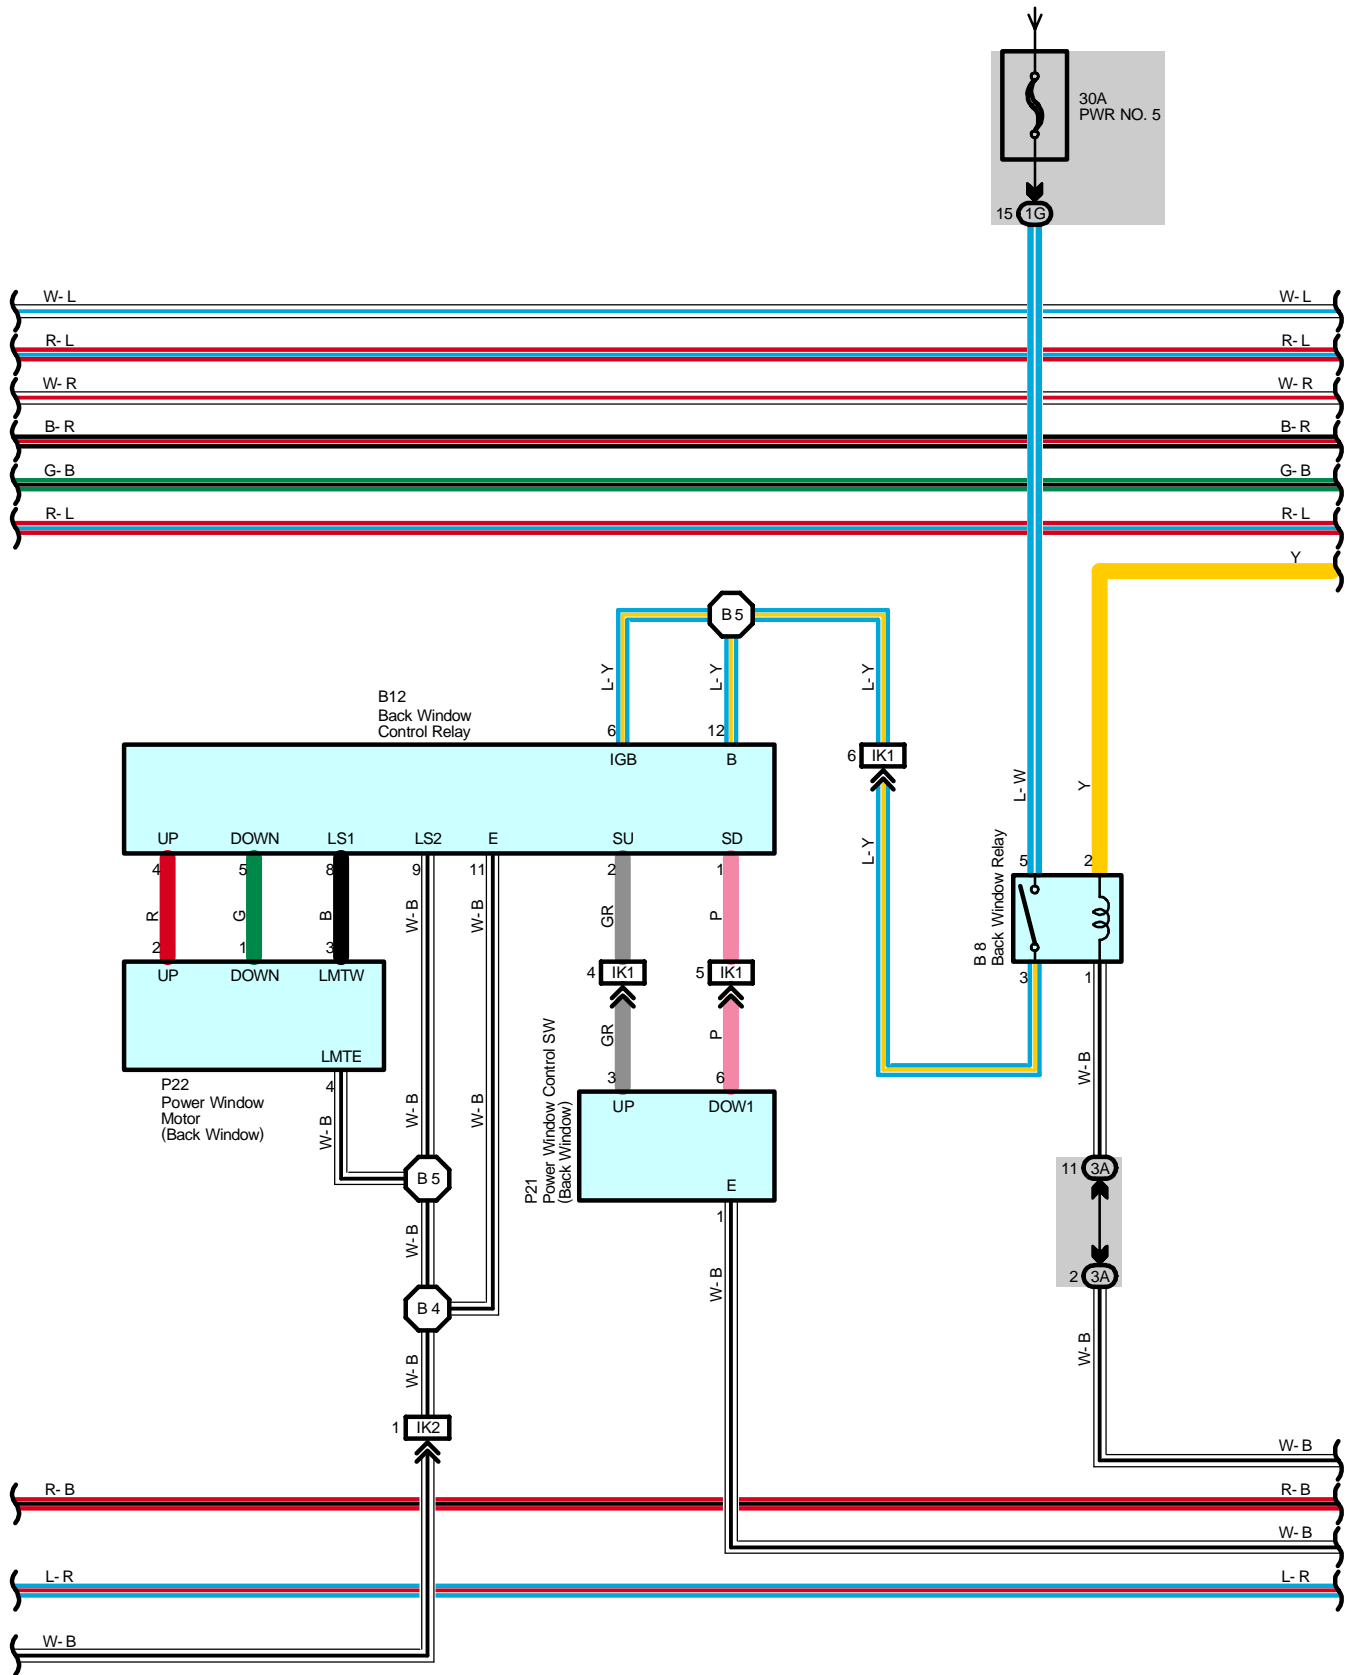 30A
PWR NO. 5
15 1G
W- L W- L
R- L R- L
W- R W- R
B- R B- R
G- B G- B
R- L R- L
Y
B 5
L- Y L- Y L- Y
B12
Back Window
Control Relay
6 12
IGB B
6 IK1
L- W Y
UP DOWN LS1 LS2 E SU SD
4 5 8 9 11 2 1
L- Y
5 2
B 8
Back Window Relay
3 1
R G B W- B W- B GR P
2 1 3
UP DOWN LMTW
4 IK1 5 IK1
LMTE
4
P22
Power Window
Motor
(Back Window)
W- B W- B W- B
GR P
3 6
UP DOW1
E
1
P21
Power Window Control SW
(Back Window)
W- B
11 3A
2 3A
B 5
W- B
B 4
W- B
W- B
W- B
1 IK2
W- B
R- B R- B
W- B
L- R L- R
W- B